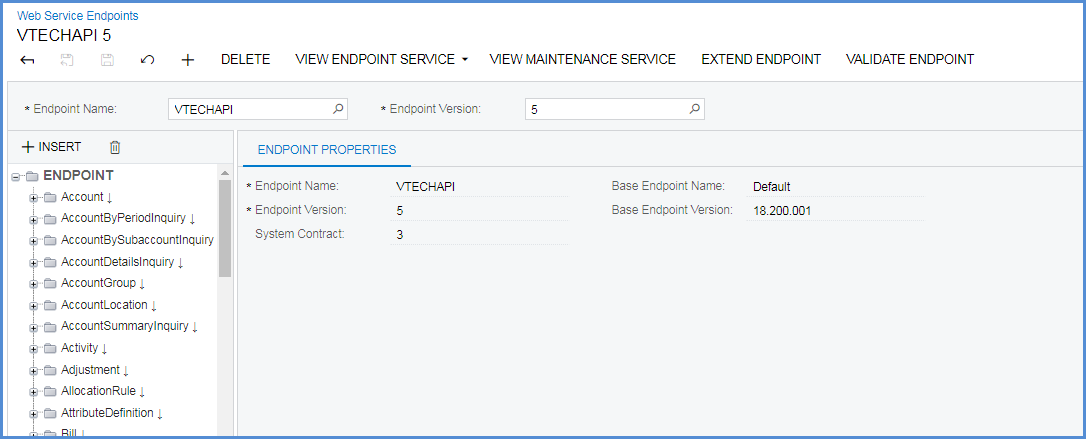 Web Service Endpoints
VTECHAPI 5
DELETE VIEW ENDPOINT SERVICE VIEW MAINTENANCE SERVICE EXTEND ENDPOINT VALIDATE ENDPOINT
* Endpoint Name: VTECHAPI * Endpoint Version: 5
INSERT
ENDPOINT PROPERTIES
ENDPOINT
Account ↓
AccountByPeriodInquiry ↓
AccountBySubaccountInquiry
AccountDetailsInquiry ↓
AccountGroup ↓
AccountLocation ↓
AccountSummaryInquiry ↓
Activity ↓
Adjustment ↓
AllocationRule ↓
AttributeDefinition ↓
Bill ↓
* Endpoint Name: VTECHAPI Base Endpoint Name: Default
* Endpoint Version: 5 Base Endpoint Version: 18.200.001
System Contract: 3